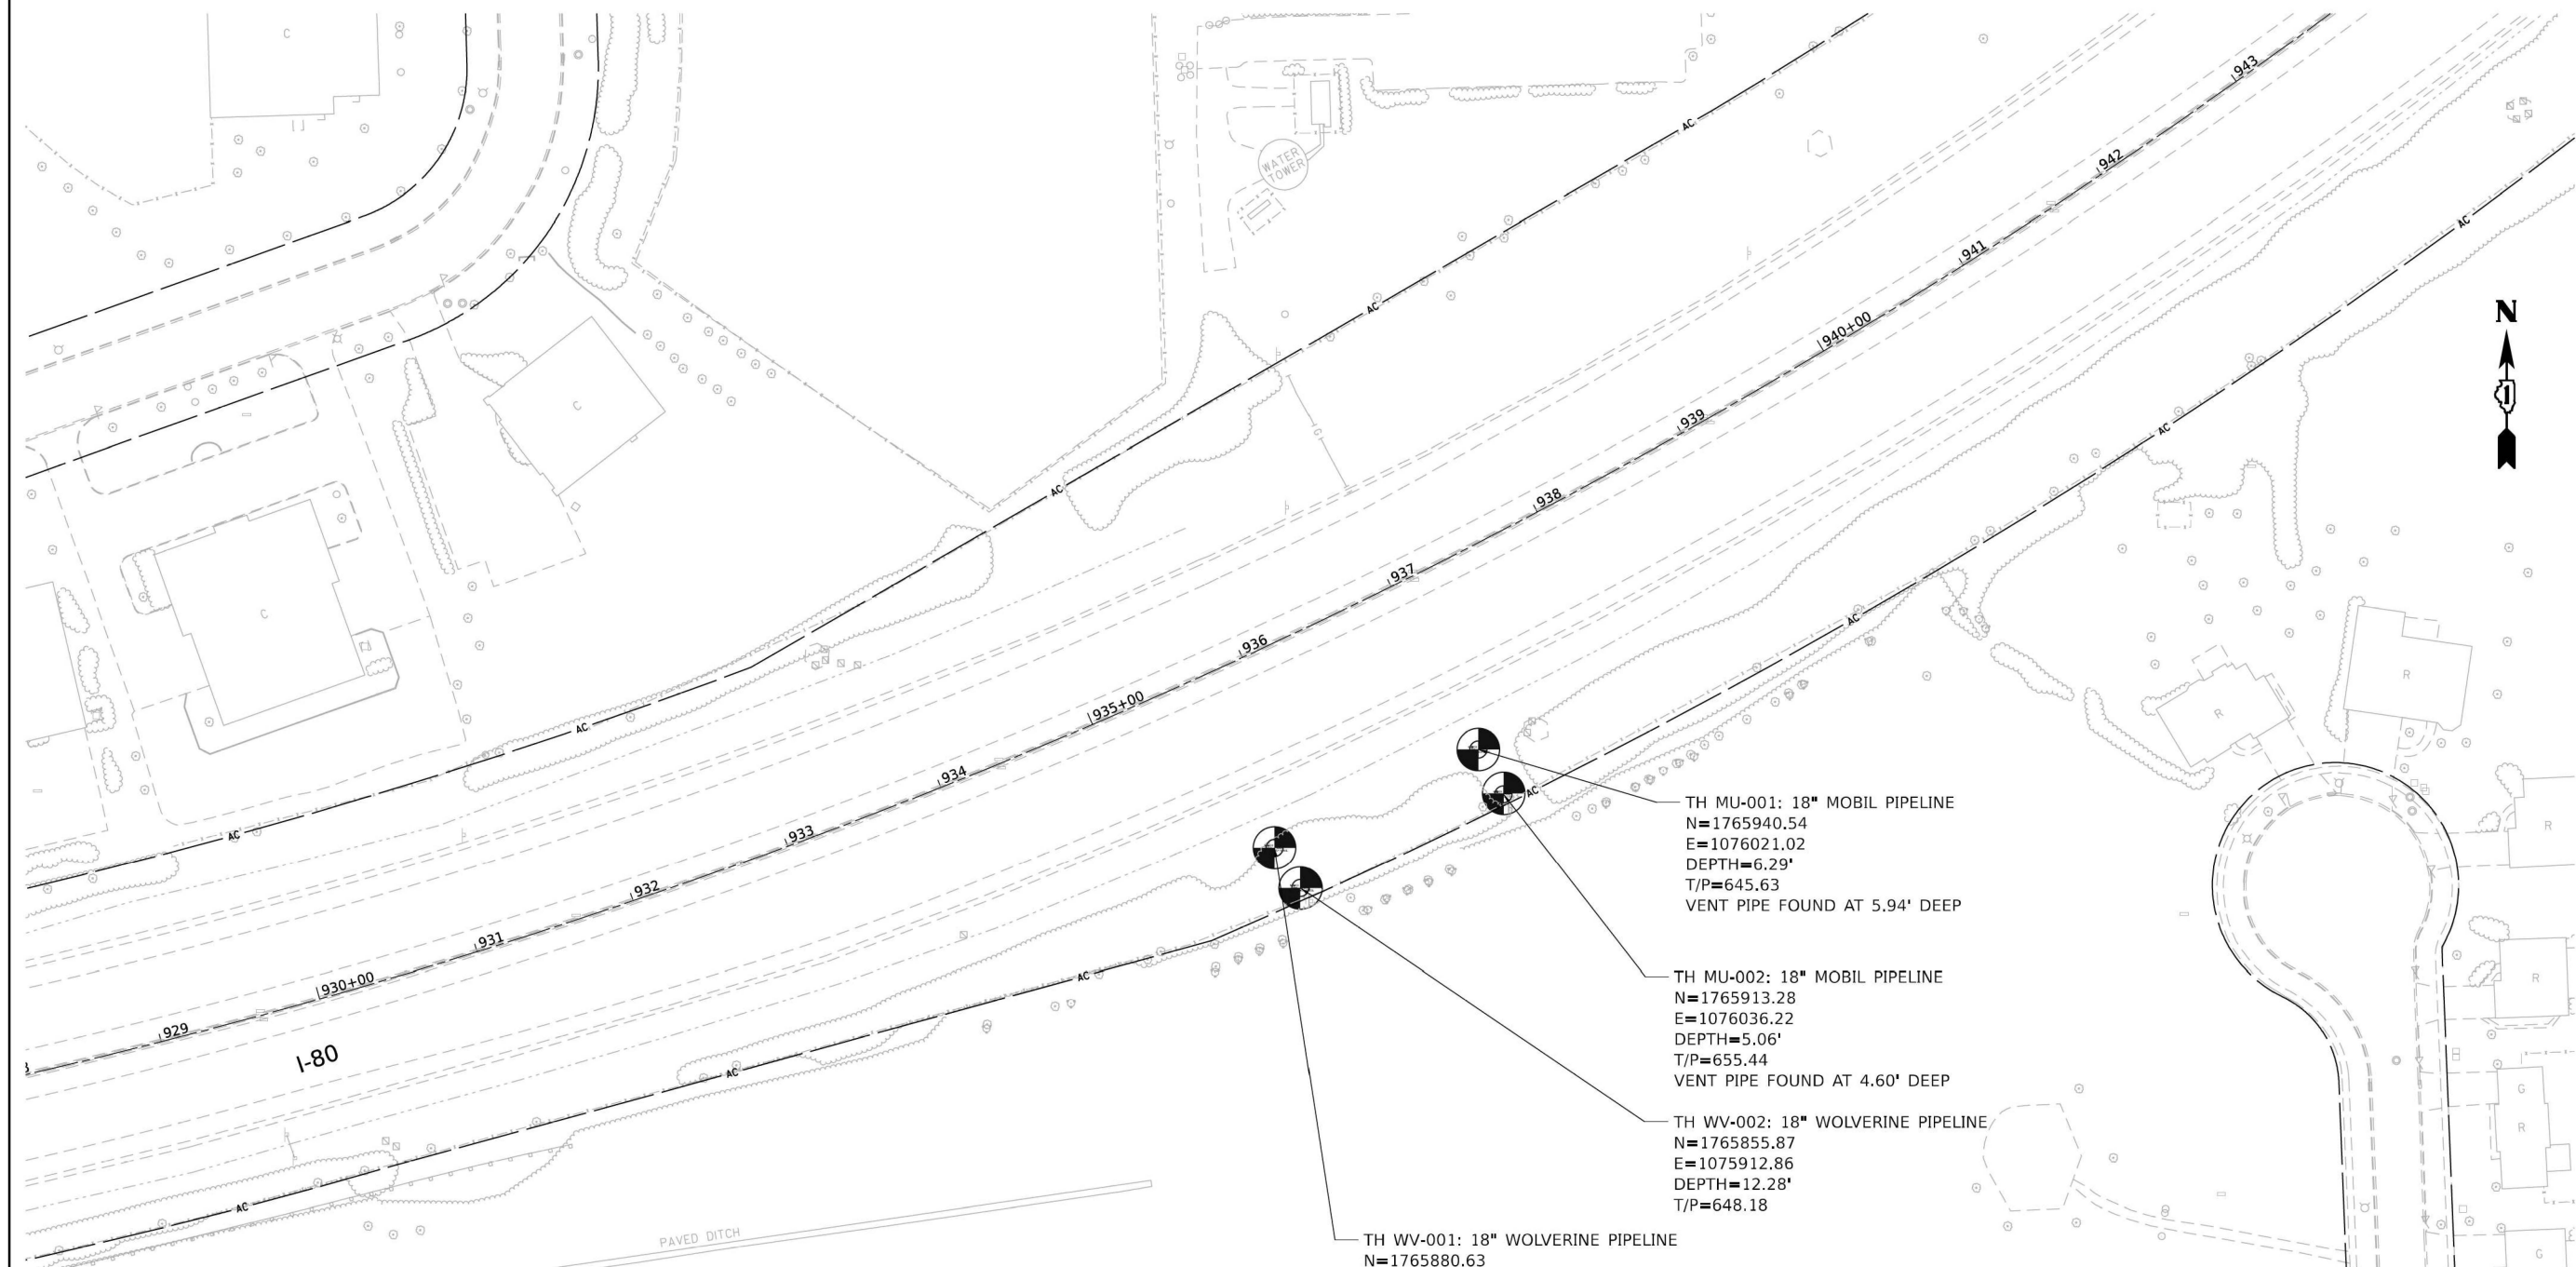 C
WATER
TOWER
AC
943
942
941
940+00
939
938
937
936
935+00
934
933
932
931
930+00
929
I-80
N
1
AC
AC
C
AC
G
AC
AC
C
AC
AC
AC
AC
AC
AC
AC
AC
R
R
R
R
G
R
G
TH MU-001: 18" MOBIL PIPELINE
N=1765940.54
E=1076021.02
DEPTH=6.29'
T/P=645.63
VENT PIPE FOUND AT 5.94' DEEP
TH MU-002: 18" MOBIL PIPELINE
N=1765913.28
E=1076036.22
DEPTH=5.06'
T/P=655.44
VENT PIPE FOUND AT 4.60' DEEP
TH WV-002: 18" WOLVERINE PIPELINE
N=1765855.87
E=1075912.86
DEPTH=12.28'
T/P=648.18
PAVED DITCH
TH WV-001: 18" WOLVERINE PIPELINE
N=1765880.63